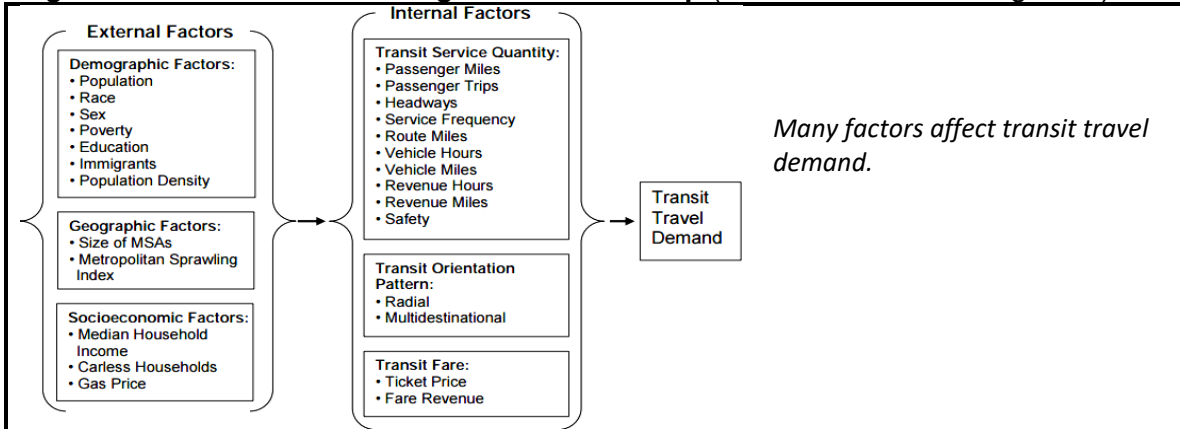 External Factors
Demographic Factors:
• Population
• Race
• Sex
• Poverty
• Education
• Immigrants
• Population Density
Geographic Factors:
• Size of MSAs
• Metropolitan Sprawling
Index
Socioeconomic Factors:
• Median Household
Income
• Carless Households
• Gas Price
Internal Factors
Transit Service Quantity:
• Passenger Miles
• Passenger Trips
• Headways
• Service Frequency
• Route Miles
• Vehicle Hours
• Vehicle Miles
• Revenue Hours
• Revenue Miles
• Safety
Transit Orientation
Pattern:
• Radial
• Multidestinational
Transit Fare:
• Ticket Price
• Fare Revenue
Transit
Travel
Demand
Many factors affect transit travel
demand.